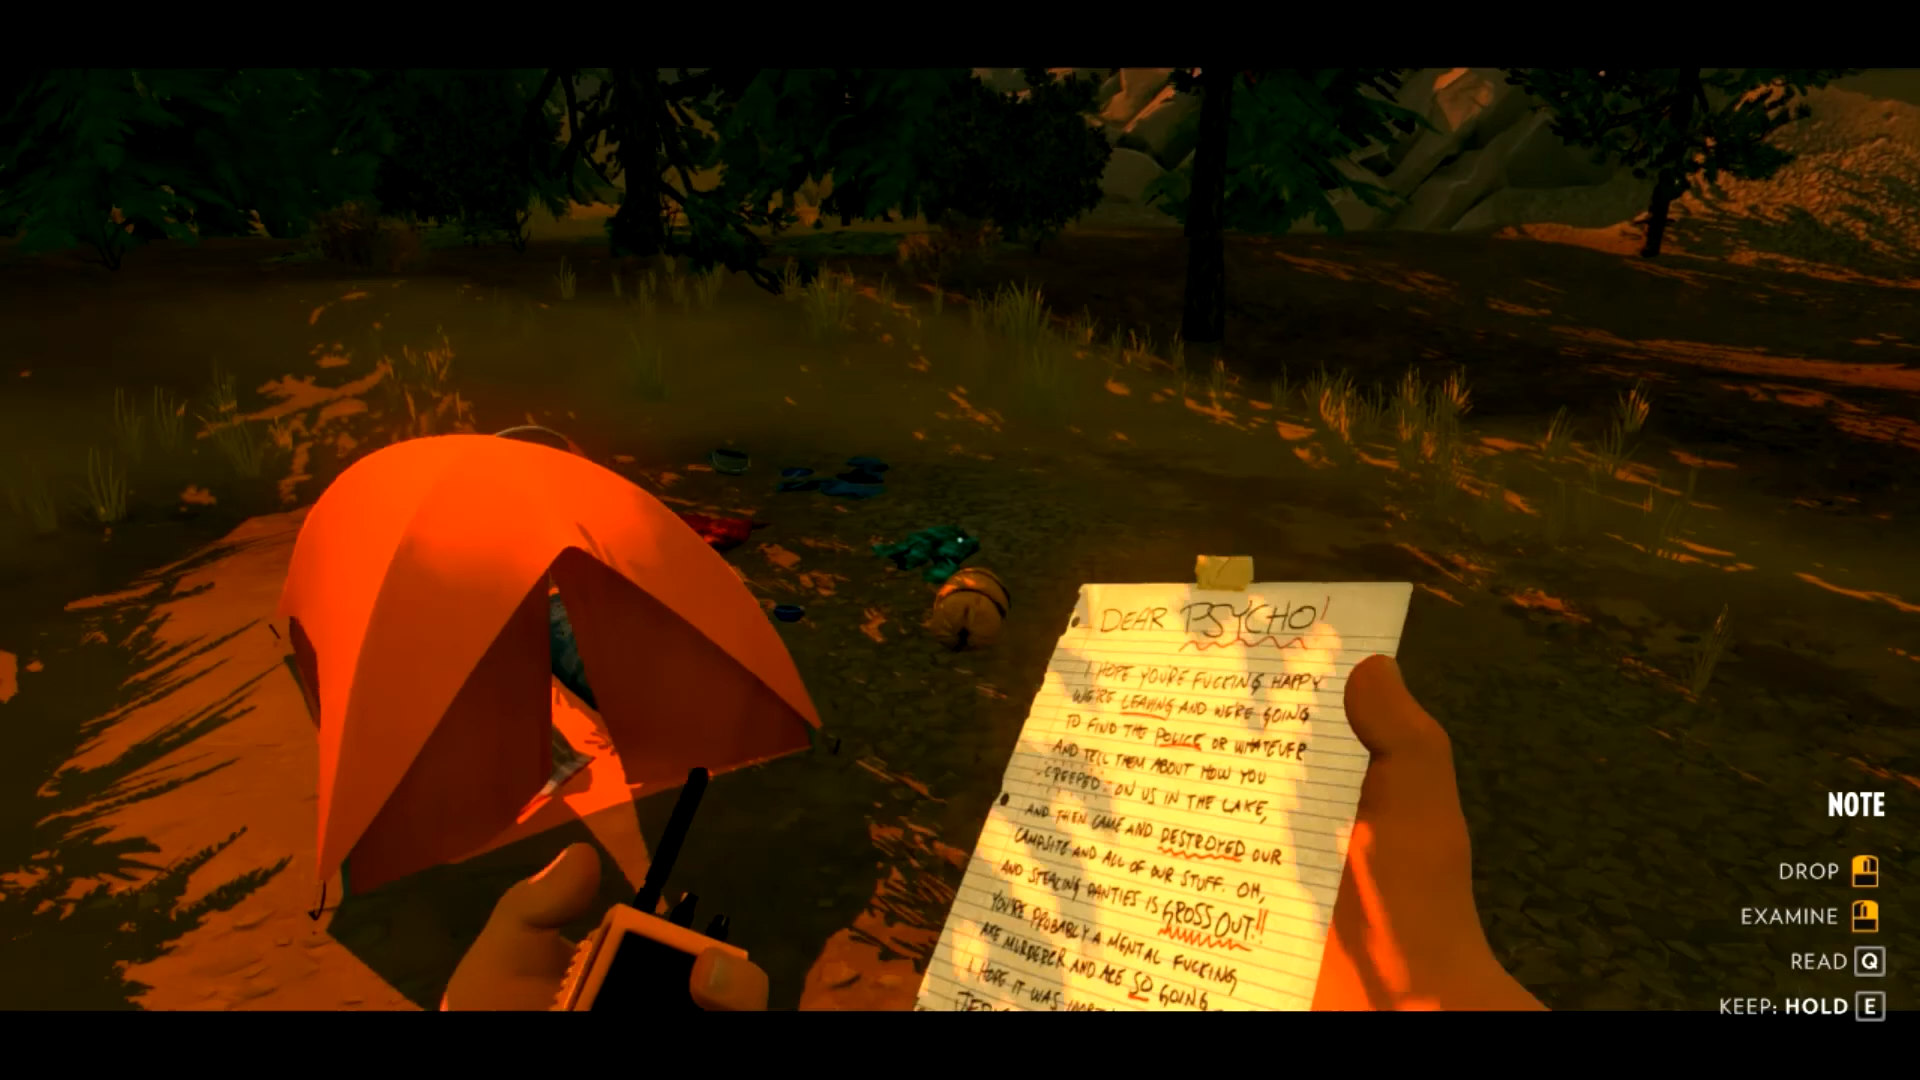 DEAR PSYCHO!
I HOPE YOU'RE FUCKING HAPPY
WE'RE LEAVING AND WE'RE GOING
TO FIND THE POLICE OR WHATEVER
AND TELL THEM ABOUT HOW YOU
CREEPED ON US IN THE LAKE,
AND THEN CAME AND DESTROYED OUR
CAMPSITE AND ALL OF OUR STUFF. OH,
AND STEALING PANTIES IS GROSS OUT!!
YOU'RE PROBABLY A MENTAL FUCKING
AXE MURDERER AND ARE SO GOING
I HOPE IT WAS
NOTE
DROP
EXAMINE
READ Q
KEEP: HOLD E